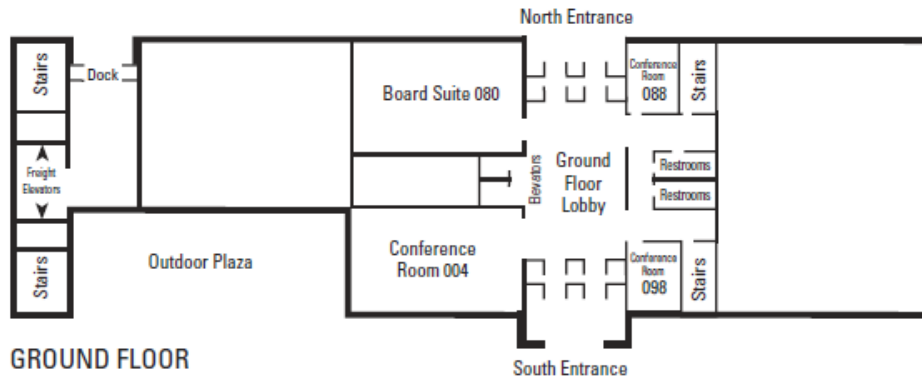 North Entrance
Stairs
Dock
Board Suite 080
Conference
Room
088
Stairs
Freight
Elevators
Elevators
Ground
Floor
Lobby
Restrooms
Restrooms
Stairs
Outdoor Plaza
Conference
Room 004
Conference
Room
098
Stairs
GROUND FLOOR
South Entrance